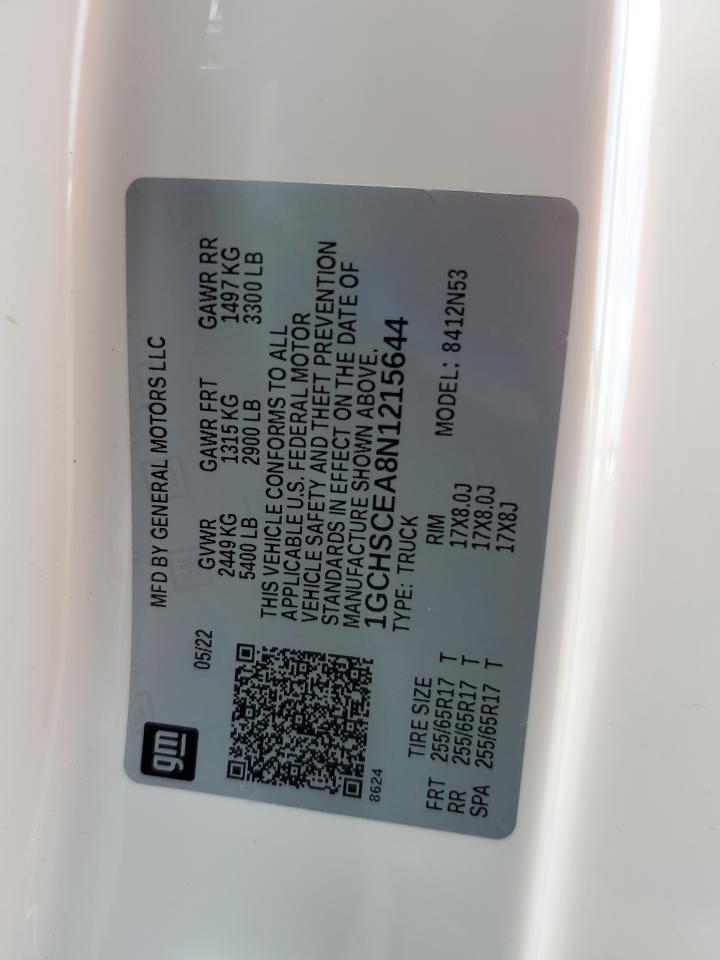 gm
MFD BY GENERAL MOTORS LLC
05/22
GVWR GAWR FRT GAWR RR
2449 KG 1315 KG 1497 KG
5400 LB 2900 LB 3300 LB
THIS VEHICLE CONFORMS TO ALL
APPLICABLE U.S. FEDERAL MOTOR
VEHICLE SAFETY AND THEFT PREVENTION
STANDARDS IN EFFECT ON THE DATE OF
MANUFACTURE SHOWN ABOVE.
1GCHSCEA8N1215644
8624
TYPE: TRUCK MODEL: 8412N53
TIRE SIZE RIM
FRT 255/65R17 T 17X8.0J
RR 255/65R17 T 17X8.0J
SPA 255/65R17 T 17X8J